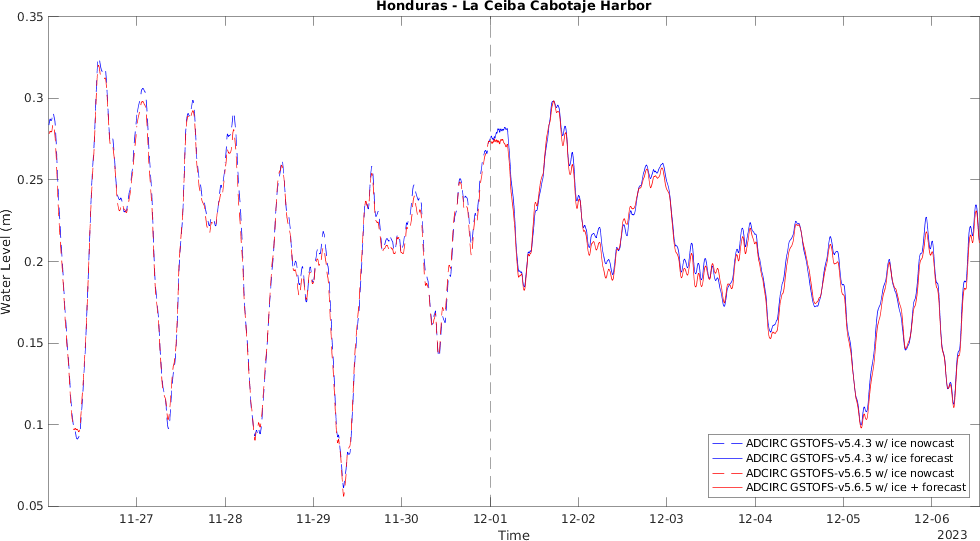 Honduras - La Ceiba Cabotaje Harbor
0.35
0.3
0.25
0.2
0.15
0.1
0.05
Water Level (m)
11-27 11-28 11-29 11-30 12-01 12-02 12-03 12-04 12-05 12-06
Time
2023
ADCIRC GSTOFS-v5.4.3 w/ ice nowcast
ADCIRC GSTOFS-v5.4.3 w/ ice forecast
ADCIRC GSTOFS-v5.6.5 w/ ice nowcast
ADCIRC GSTOFS-v5.6.5 w/ ice + forecast